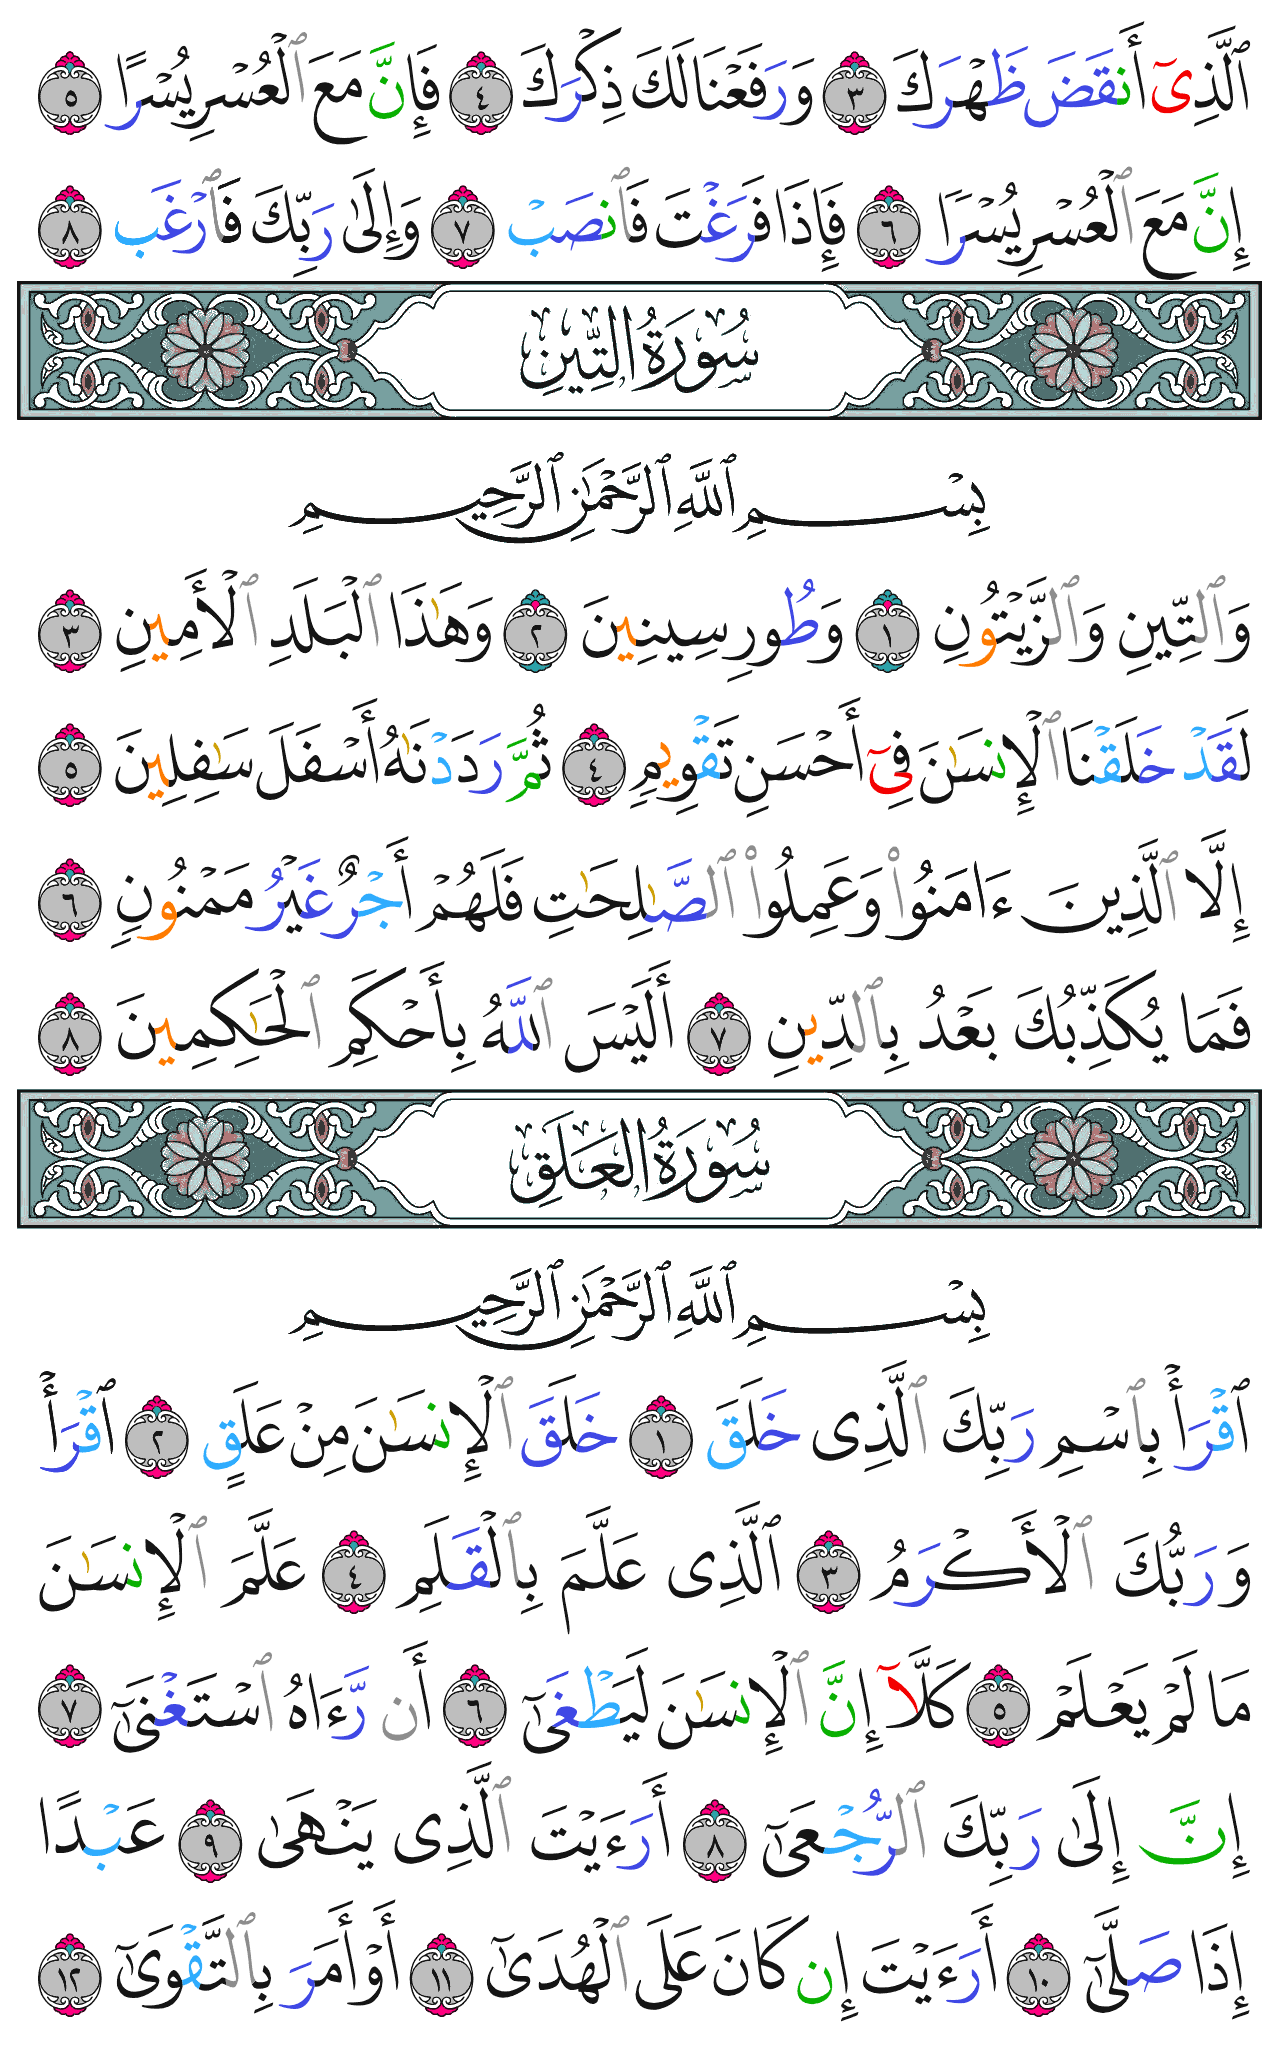 ٱلَّذِىٓ أَنقَضَ ظَهْرَكَ ٣ وَرَفَعْنَا لَكَ ذِكْرَكَ ٤ فَإِنَّ مَعَ ٱلْعُسْرِ يُسْرًا ٥
إِنَّ مَعَ ٱلْعُسْرِ يُسْرًا ٦ فَإِذَا فَرَغْتَ فَٱنصَبْ ٧ وَإِلَىٰ رَبِّكَ فَٱرْغَب ٨
سُورَةُ التِّينِ
بِسْمِ ٱللَّهِ ٱلرَّحْمَٰنِ ٱلرَّحِيمِ
وَٱلتِّينِ وَٱلزَّيْتُونِ ١ وَطُورِ سِينِينَ ٢ وَهَٰذَا ٱلْبَلَدِ ٱلْأَمِينِ ٣
لَقَدْ خَلَقْنَا ٱلْإِنسَٰنَ فِىٓ أَحْسَنِ تَقْوِيمٍ ٤ ثُمَّ رَدَدْنَٰهُ أَسْفَلَ سَٰفِلِينَ ٥
إِلَّا ٱلَّذِينَ ءَامَنُوا۟ وَعَمِلُوا۟ ٱلصَّٰلِحَٰتِ فَلَهُمْ أَجْرٌ غَيْرُ مَمْنُونٍ ٦
فَمَا يُكَذِّبُكَ بَعْدُ بِٱلدِّينِ ٧ أَلَيْسَ ٱللَّهُ بِأَحْكَمِ ٱلْحَٰكِمِينَ ٨
سُورَةُ العَلَقِ
بِسْمِ ٱللَّهِ ٱلرَّحْمَٰنِ ٱلرَّحِيمِ
ٱقْرَأْ بِٱسْمِ رَبِّكَ ٱلَّذِى خَلَقَ ١ خَلَقَ ٱلْإِنسَٰنَ مِنْ عَلَقٍ ٢ ٱقْرَأْ
وَرَبُّكَ ٱلْأَكْرَمُ ٣ ٱلَّذِى عَلَّمَ بِٱلْقَلَمِ ٤ عَلَّمَ ٱلْإِنسَٰنَ
مَا لَمْ يَعْلَمْ ٥ كَلَّآ إِنَّ ٱلْإِنسَٰنَ لَيَطْغَىٰٓ ٦ أَن رَّءَاهُ ٱسْتَغْنَىٰٓ ٧
إِنَّ إِلَىٰ رَبِّكَ ٱلرُّجْعَىٰٓ ٨ أَرَءَيْتَ ٱلَّذِى يَنْهَىٰ ٩ عَبْدًا
إِذَا صَلَّىٰٓ ١٠ أَرَءَيْتَ إِن كَانَ عَلَى ٱلْهُدَىٰٓ ١١ أَوْ أَمَرَ بِٱلتَّقْوَىٰٓ ١٢